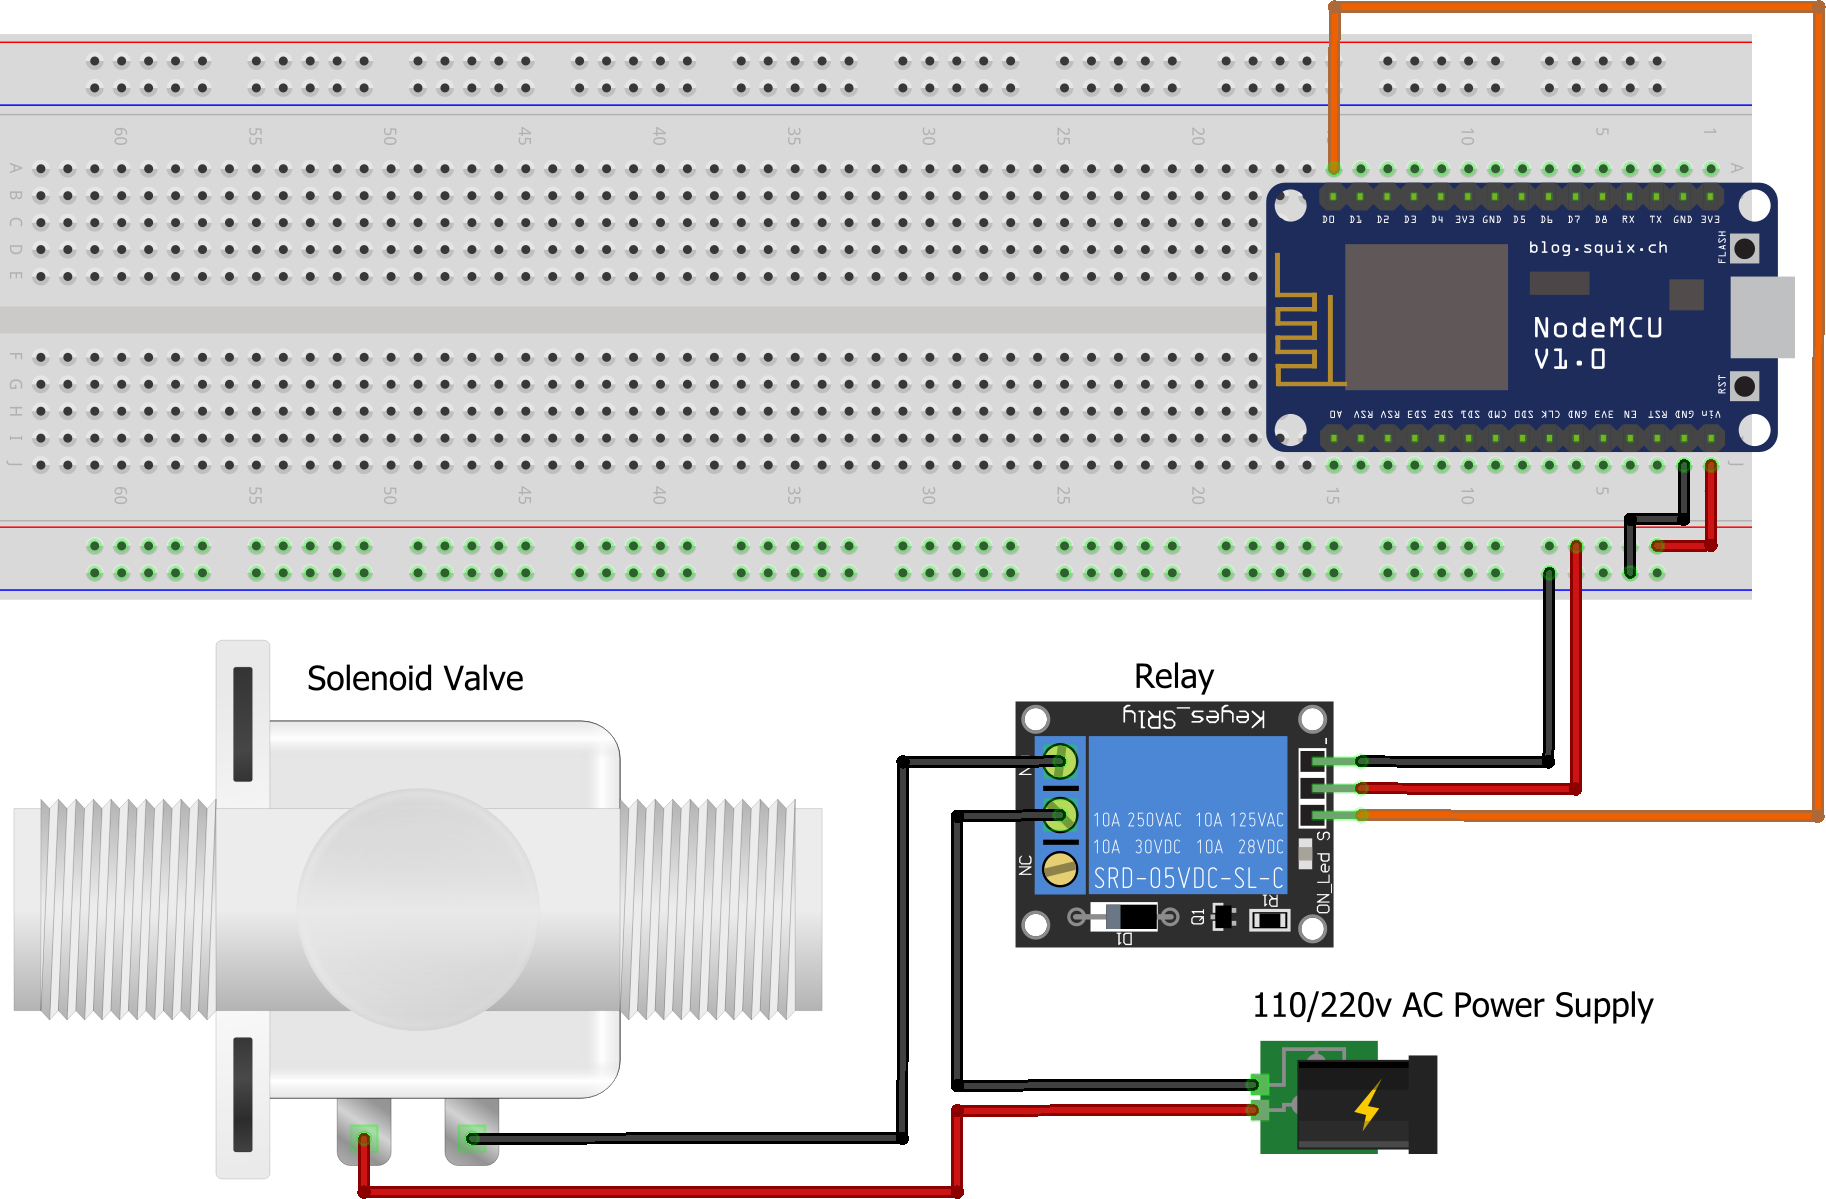 60 55 50 45 40 35 30 25 20 10 5 1
A A
B
C
D
E
D0 D1 D2 D3 D4 3V3 GND D5 D6 D7 D8 RX TX GND 3V3
blog.squix.ch
FLASH
NodeMCU
V1.0
RST
A0 RSV RSV SD3 SD2 SD1 CMD SD0 CLK GND 3V3 EN RST GND Vin
F
G
H
I
J J
60 55 50 45 40 35 30 25 20 15 10 5
Solenoid Valve
Relay
Keyes_SR1y
-
N
10A 250VAC 10A 125VAC
10A 30VDC 10A 28VDC
SRD-05VDC-SL-C
NC
S
ON_Led
D1
Q1
R1
110/220v AC Power Supply